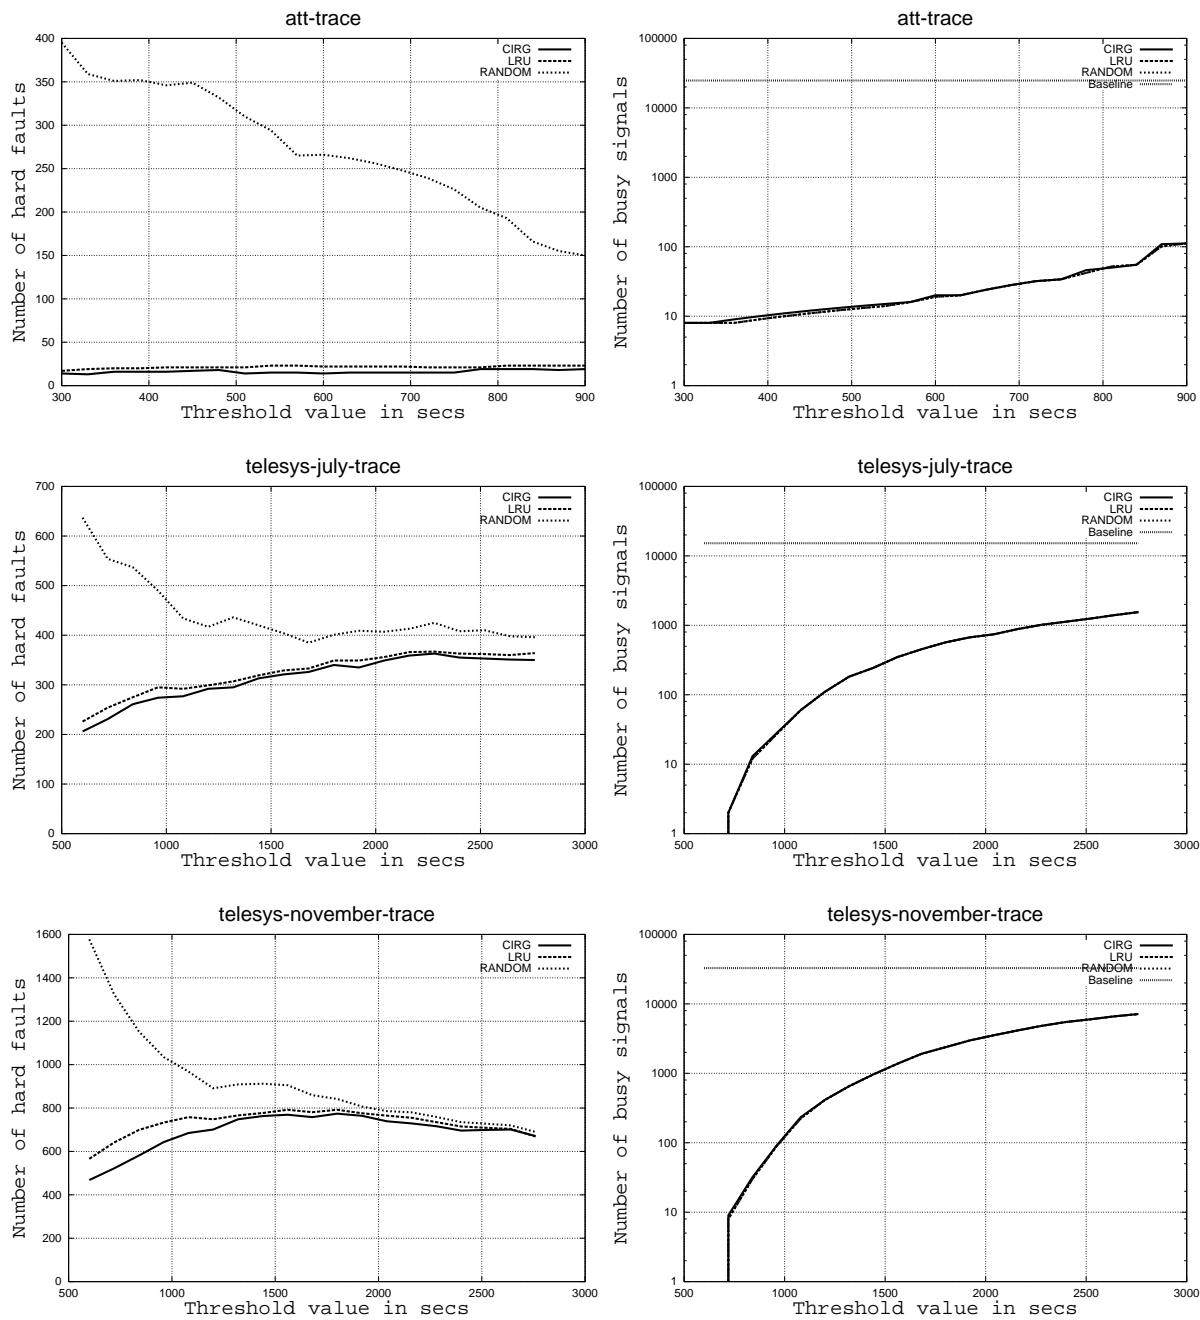 att-trace
Number of hard faults
400
350
300
250
200
150
100
50
0
CIRG
LRU
RANDOM
300 400 500 600 700 800 900
Threshold value in secs
att-trace
Number of busy signals
100000
10000
1000
100
10
1
CIRG
LRU
RANDOM
Baseline
300 400 500 600 700 800 900
Threshold value in secs
telesys-july-trace
Number of hard faults
700
600
500
400
300
200
100
0
CIRG
LRU
RANDOM
500 1000 1500 2000 2500 3000
Threshold value in secs
telesys-july-trace
Number of busy signals
100000
10000
1000
100
10
1
CIRG
LRU
RANDOM
Baseline
500 1000 1500 2000 2500 3000
Threshold value in secs
telesys-november-trace
Number of hard faults
1600
1400
1200
1000
800
600
400
200
0
CIRG
LRU
RANDOM
500 1000 1500 2000 2500 3000
Threshold value in secs
telesys-november-trace
Number of busy signals
100000
10000
1000
100
10
1
CIRG
LRU
RANDOM
Baseline
500 1000 1500 2000 2500 3000
Threshold value in secs